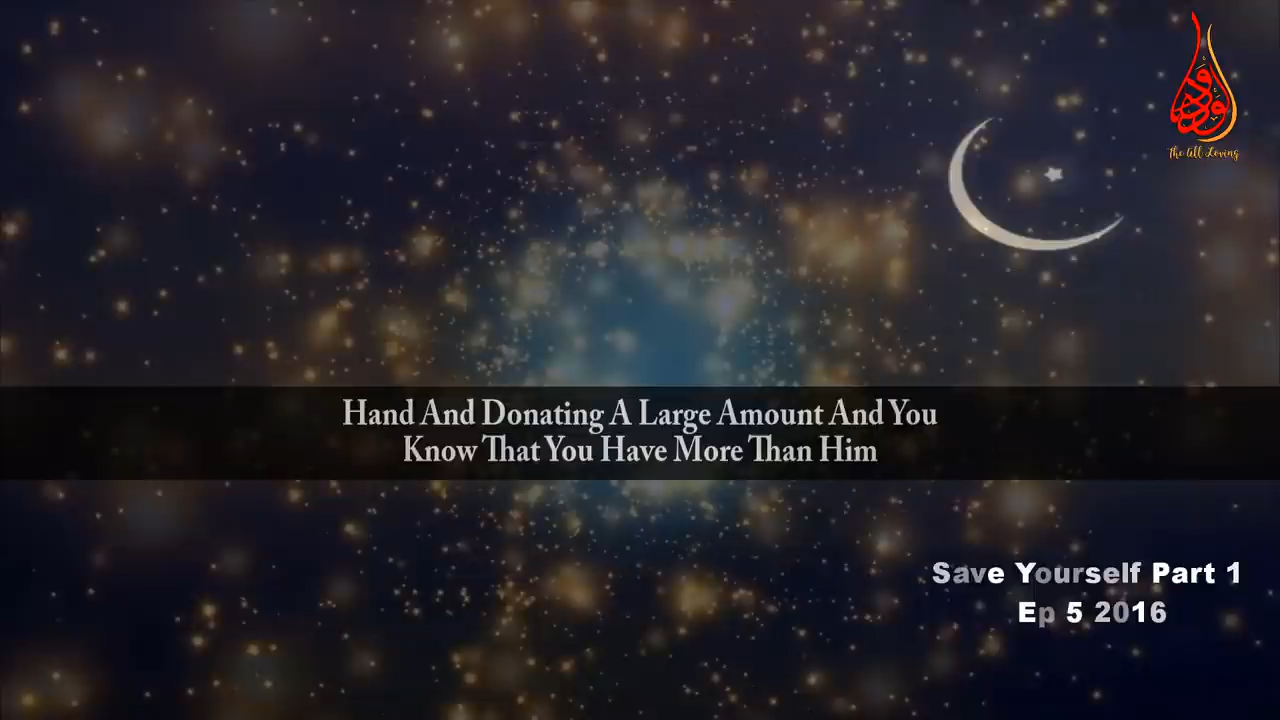 الودود
The All Loving
Hand And Donating A Large Amount And You
Know That You Have More Than Him
Save Yourself Part 1
Ep 5 2016